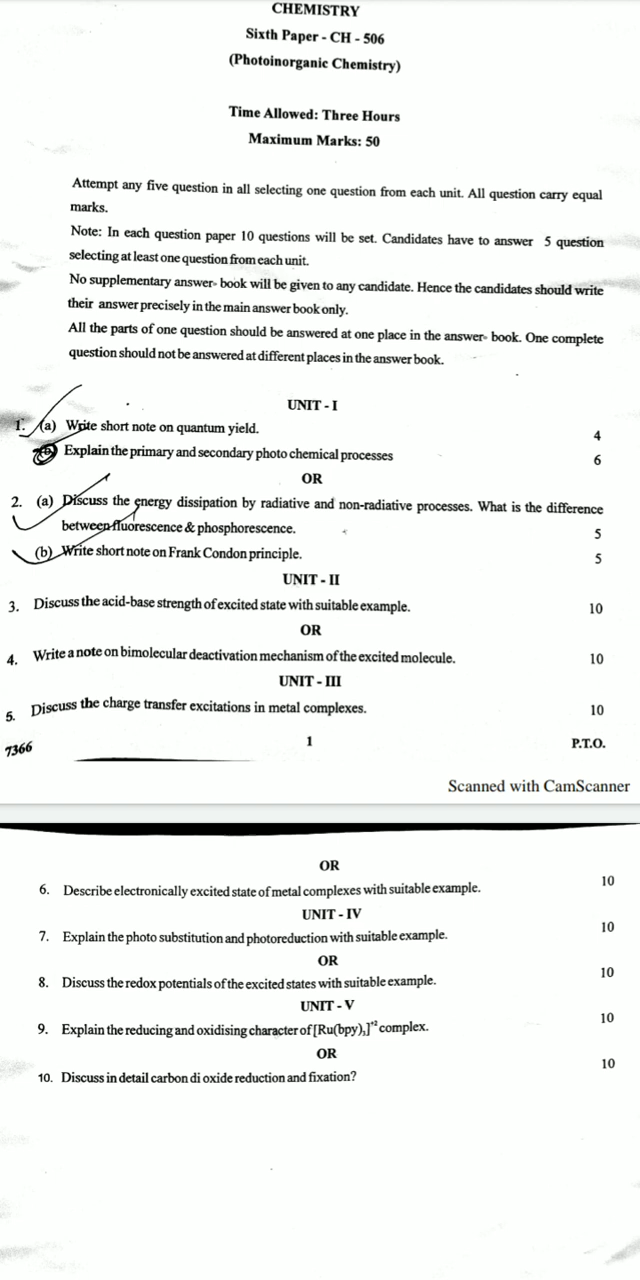 CHEMISTRY
Sixth Paper - CH - 506
(Photoinorganic Chemistry)
Time Allowed: Three Hours
Maximum Marks: 50
Attempt any five question in all selecting one question from each unit. All question carry equal
marks.
Note: In each question paper 10 questions will be set. Candidates have to answer 5 question
selecting at least one question from each unit.
No supplementary answer- book will be given to any candidate. Hence the candidates should write
their answer precisely in the main answer book only.
All the parts of one question should be answered at one place in the answer- book. One complete
question should not be answered at different places in the answer book.
UNIT - I
1. (a) Write short note on quantum yield. 4
Explain the primary and secondary photo chemical processes 6
OR
2. (a) Discuss the energy dissipation by radiative and non-radiative processes. What is the difference
between fluorescence & phosphorescence. 5
(b) Write short note on Frank Condon principle. 5
UNIT - II
3. Discuss the acid-base strength of excited state with suitable example. 10
OR
4. Write a note on bimolecular deactivation mechanism of the excited molecule. 10
UNIT - III
5. Discuss the charge transfer excitations in metal complexes. 10
7366 1 P.T.O.
Scanned with CamScanner
OR
6. Describe electronically excited state of metal complexes with suitable example. 10
UNIT - IV
7. Explain the photo substitution and photoreduction with suitable example. 10
OR
8. Discuss the redox potentials of the excited states with suitable example. 10
UNIT - V
9. Explain the reducing and oxidising character of [Ru(bpy)₃]⁺² complex. 10
OR
10. Discuss in detail carbon di oxide reduction and fixation? 10